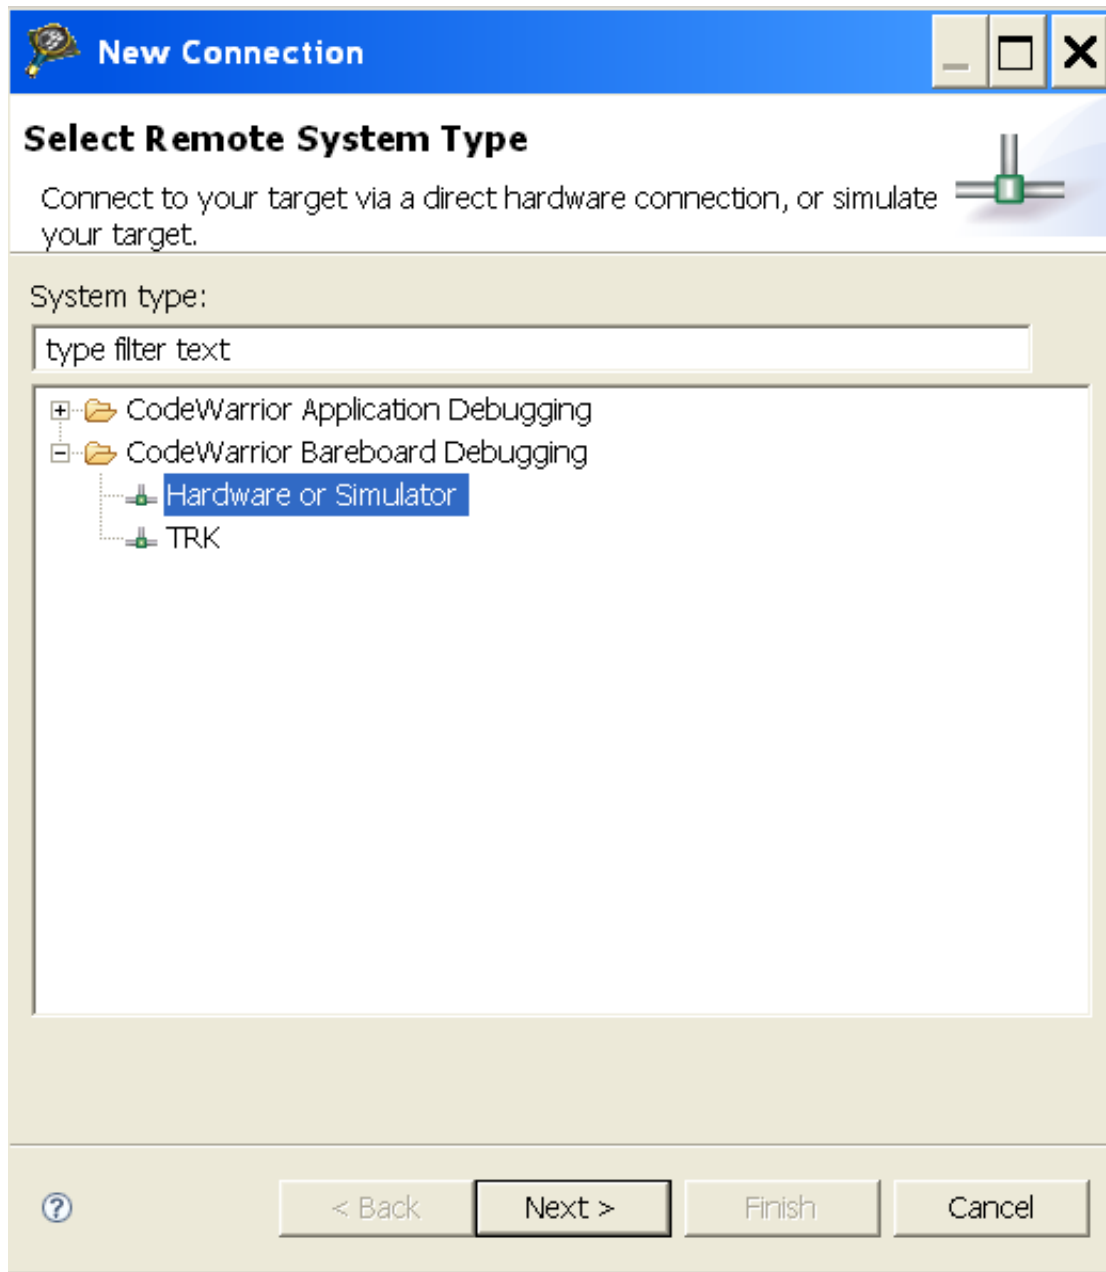 New Connection
Select Remote System Type
Connect to your target via a direct hardware connection, or simulate
your target.
System type:
type filter text
CodeWarrior Application Debugging
CodeWarrior Bareboard Debugging
Hardware or Simulator
TRK
< Back Next > Finish Cancel